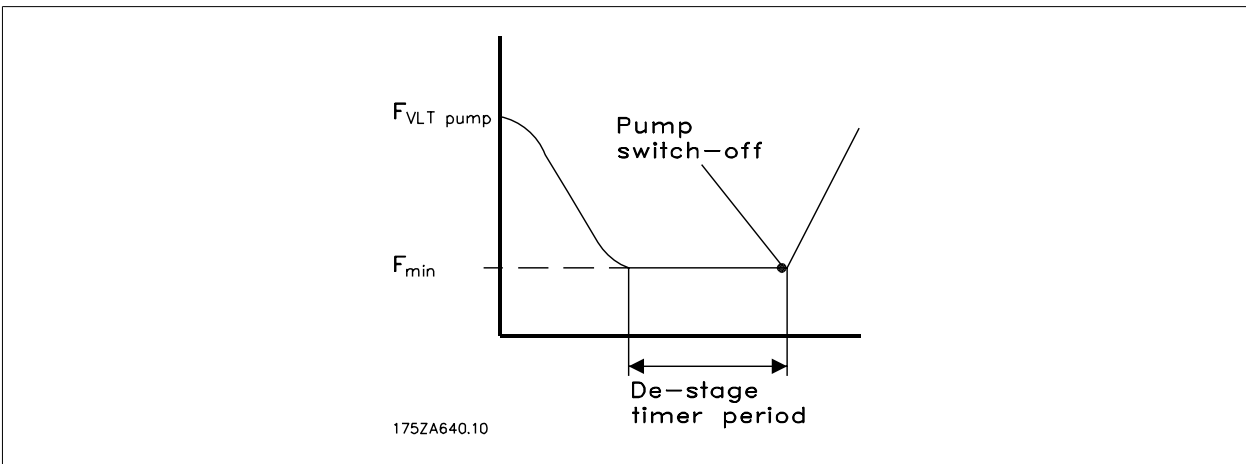 F_VLT pump
Pump
switch-off
F_min
De-stage
timer period
175ZA640.10